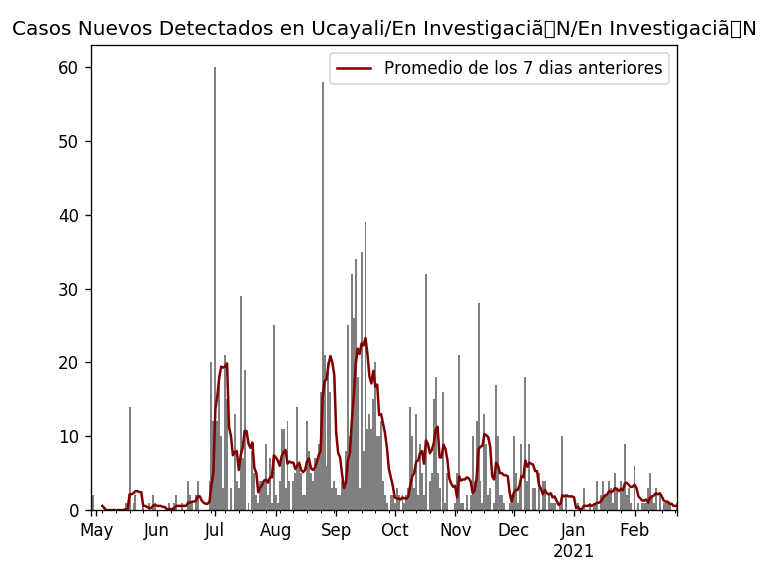 Casos Nuevos Detectados en Ucayali/En Investigaciã▯N/En Investigaciã▯N
Promedio de los 7 dias anteriores
60
50
40
30
20
10
0
May Jun Jul Aug Sep Oct Nov Dec Jan Feb
2021